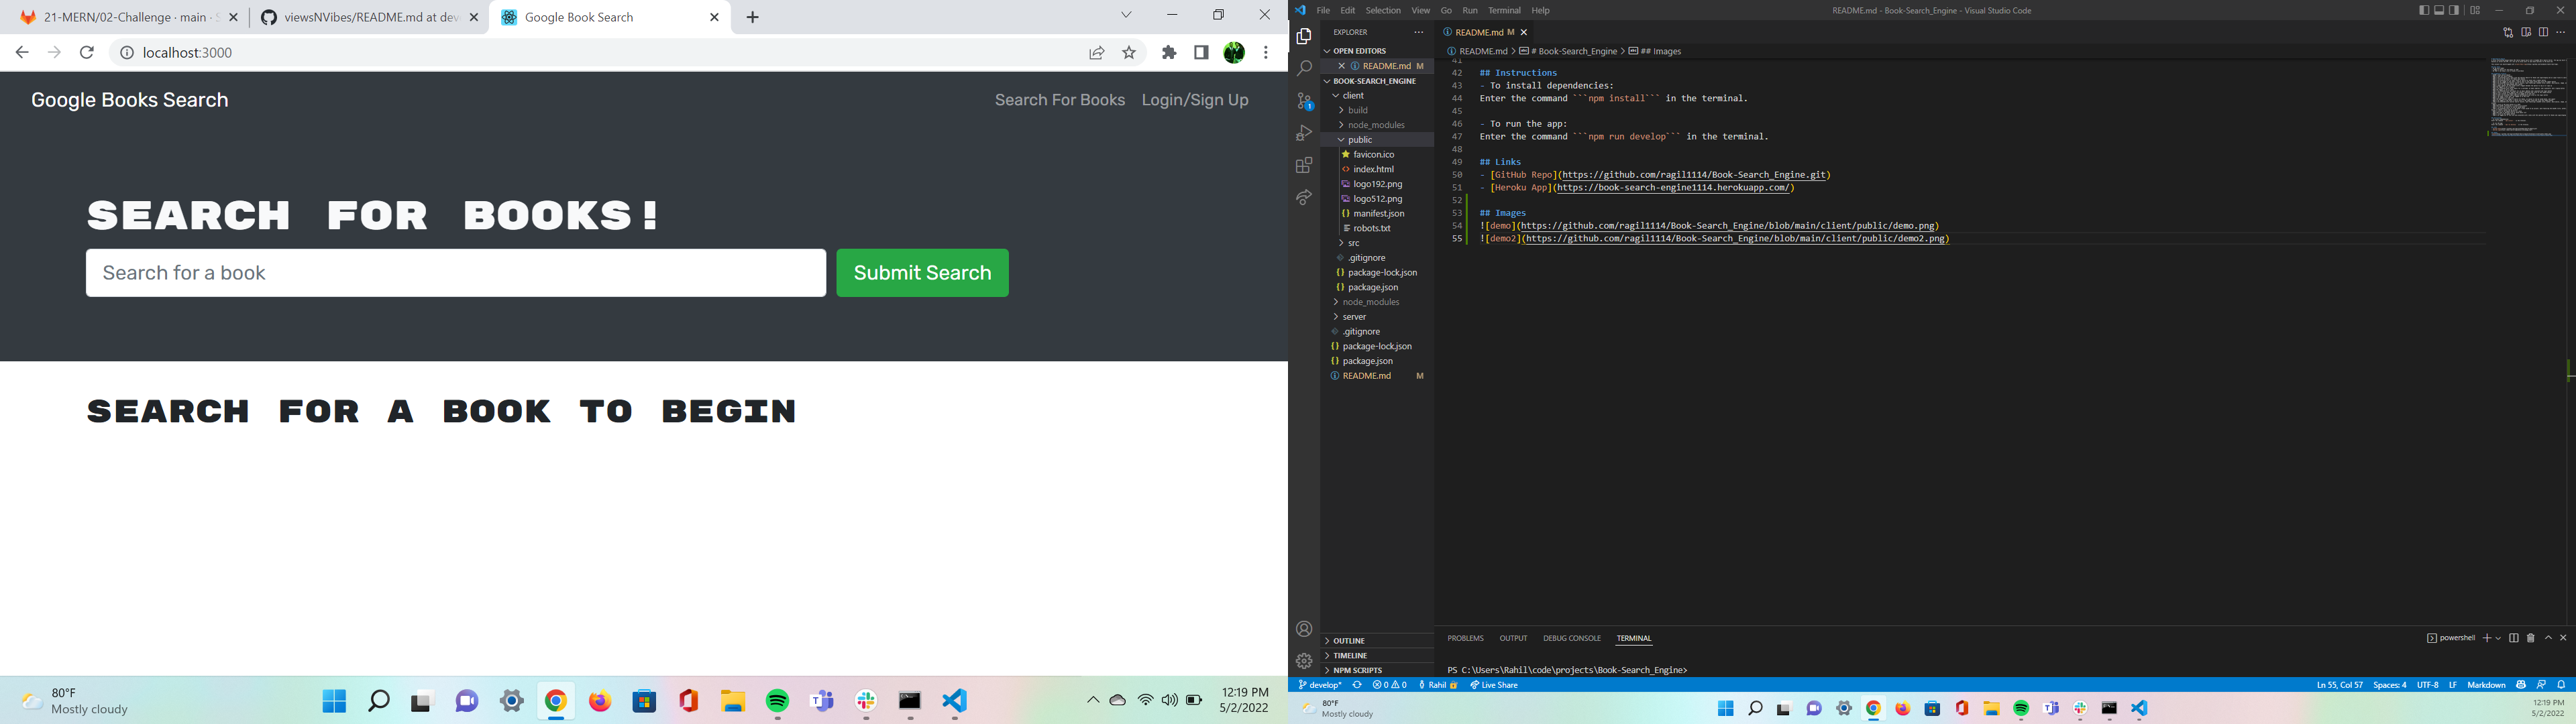 21-MERN/02-Challenge · main ·
viewsNVibes/README.md at dev
Google Book Search
localhost:3000
Google Books Search
Search For Books
Login/Sign Up
SEARCH FOR BOOKS!
Search for a book
Submit Search
SEARCH FOR A BOOK TO BEGIN
80°F
Mostly cloudy
12:19 PM
5/2/2022
File Edit Selection View Go Run Terminal Help
README.md - Book-Search_Engine - Visual Studio Code
EXPLORER
OPEN EDITORS
README.md M
BOOK-SEARCH_ENGINE
client
build
node_modules
public
favicon.ico
index.html
logo192.png
logo512.png
manifest.json
robots.txt
src
.gitignore
package-lock.json
package.json
node_modules
server
.gitignore
package-lock.json
package.json
README.md M
OUTLINE
TIMELINE
NPM SCRIPTS
README.md M
README.md > # Book-Search_Engine > ## Images
41
42 ## Instructions
43 - To install dependencies:
44 Enter the command ```npm install``` in the terminal.
45
46 - To run the app:
47 Enter the command ```npm run develop``` in the terminal.
48
49 ## Links
50 - [GitHub Repo](https://github.com/ragil1114/Book-Search_Engine.git)
51 - [Heroku App](https://book-search-engine1114.herokuapp.com/)
52
53 ## Images
54 ![demo](https://github.com/ragil1114/Book-Search_Engine/blob/main/client/public/demo.png)
55 ![demo2](https://github.com/ragil1114/Book-Search_Engine/blob/main/client/public/demo2.png)
PROBLEMS OUTPUT DEBUG CONSOLE TERMINAL
powershell
PS C:\Users\Rahil\code\projects\Book-Search_Engine>
1
develop* 0 0 Rahil Live Share
Ln 55, Col 57 Spaces: 4 UTF-8 LF Markdown
80°F
Mostly cloudy
12:19 PM
5/2/2022